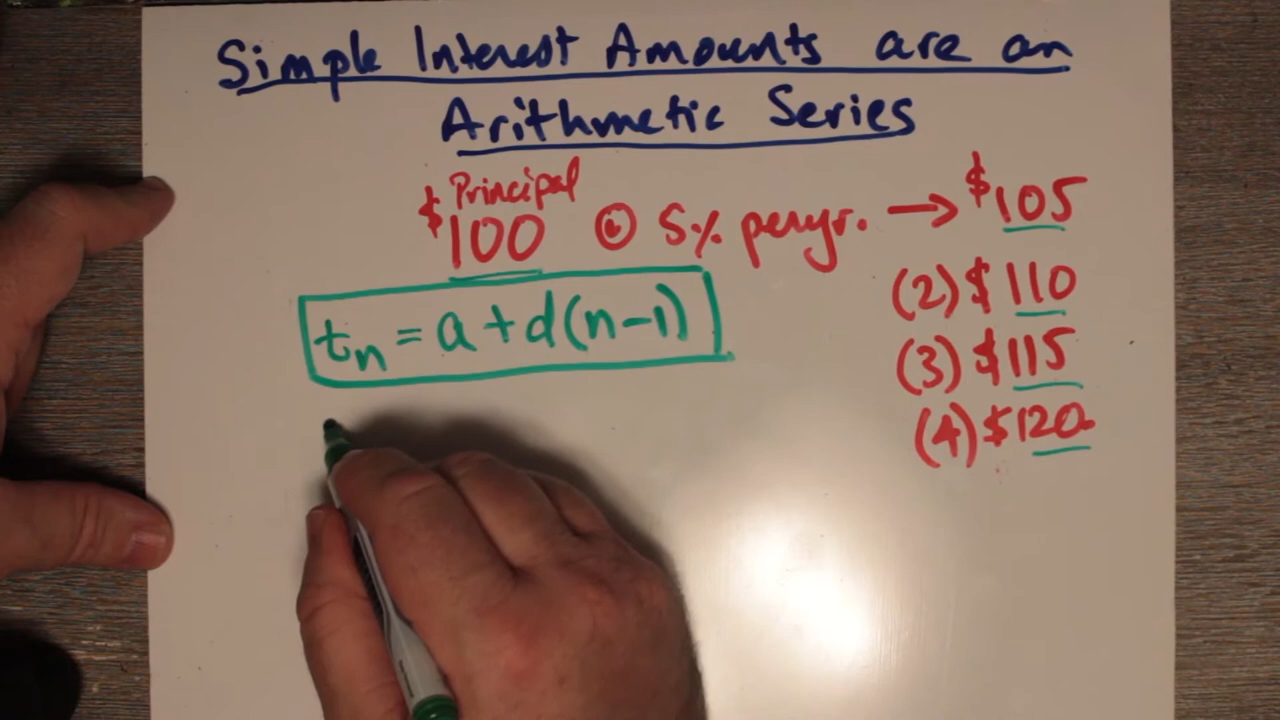 Simple Interest Amounts are an
Arithmetic Series
Principal
$100 @ 5% per yr. → $105
(2) $110
tn = a + d(n-1)
(3) $115
(4) $120